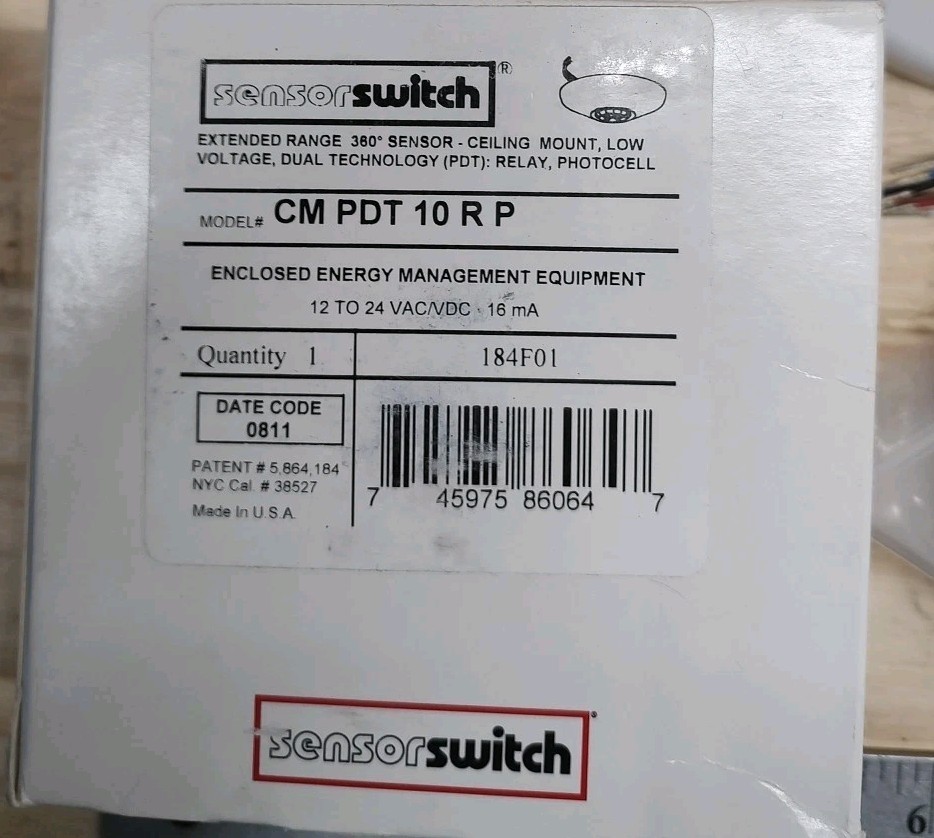 sensorswitch®
EXTENDED RANGE 360° SENSOR - CEILING MOUNT, LOW
VOLTAGE, DUAL TECHNOLOGY (PDT): RELAY, PHOTOCELL
MODEL# CM PDT 10 R P
ENCLOSED ENERGY MANAGEMENT EQUIPMENT
12 TO 24 VAC/VDC - 16 mA
Quantity 1
184F01
DATE CODE
0811
PATENT # 5,864,184
NYC Cal. # 38527
Made In U.S.A.
7 45975 86064 7
sensorswitch
6